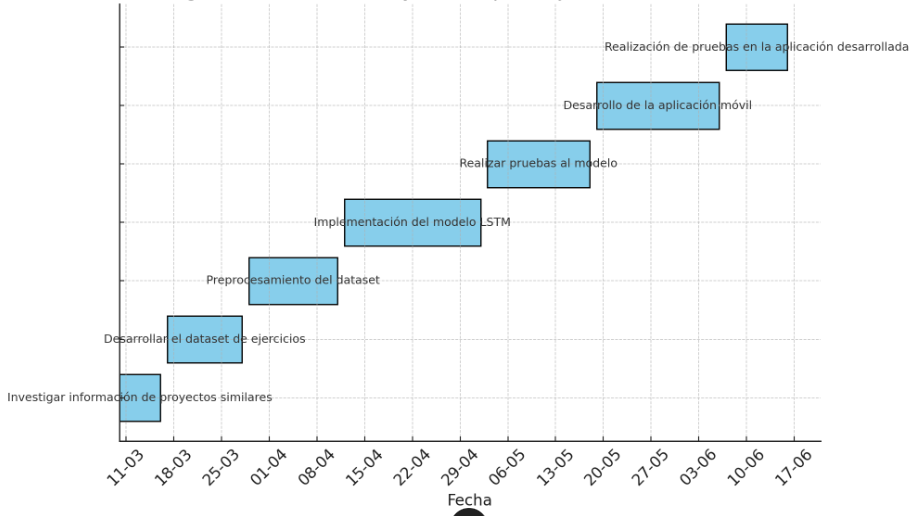 Realización de pruebas en la aplicación desarrollada
Desarrollo de la aplicación móvil
Realizar pruebas al modelo
Implementación del modelo LSTM
Preprocesamiento del dataset
Desarrollar el dataset de ejercicios
Investigar información de proyectos similares
11-03 18-03 25-03 01-04 08-04 15-04 22-04 29-04 06-05 13-05 20-05 27-05 03-06 10-06 17-06
Fecha